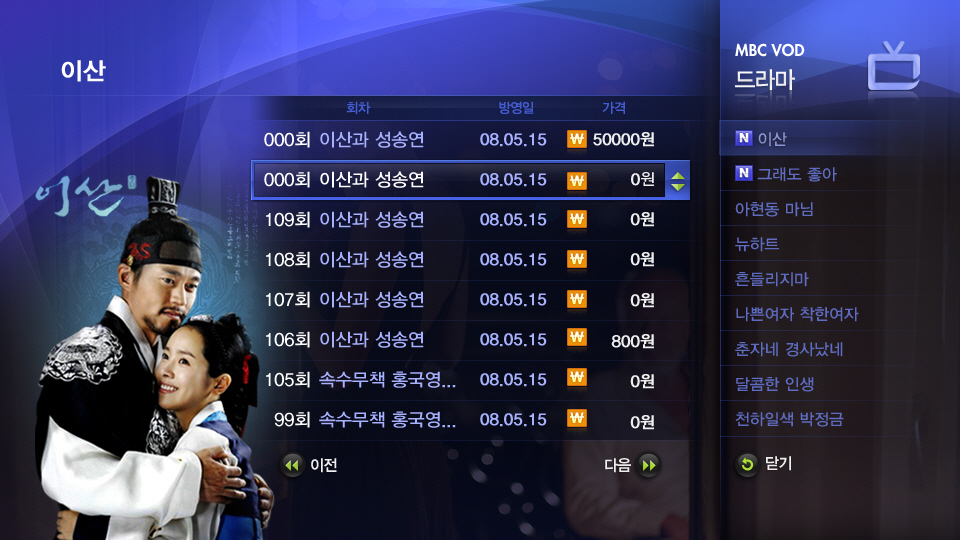 이산
MBC VOD
드라마
회차 방영일 가격
000회 이산과 성송연 08.05.15 ₩ 50000원
000회 이산과 성송연 08.05.15 ₩ 0원
109회 이산과 성송연 08.05.15 ₩ 0원
108회 이산과 성송연 08.05.15 ₩ 0원
107회 이산과 성송연 08.05.15 ₩ 0원
106회 이산과 성송연 08.05.15 ₩ 800원
105회 속수무책 홍국영... 08.05.15 ₩ 0원
99회 속수무책 홍국영... 08.05.15 ₩ 0원
이전 다음
이산
N 이산
N 그래도 좋아
아현동 마님
뉴하트
흔들리지마
나쁜여자 착한여자
춘자네 경사났네
달콤한 인생
천하일색 박정금
닫기